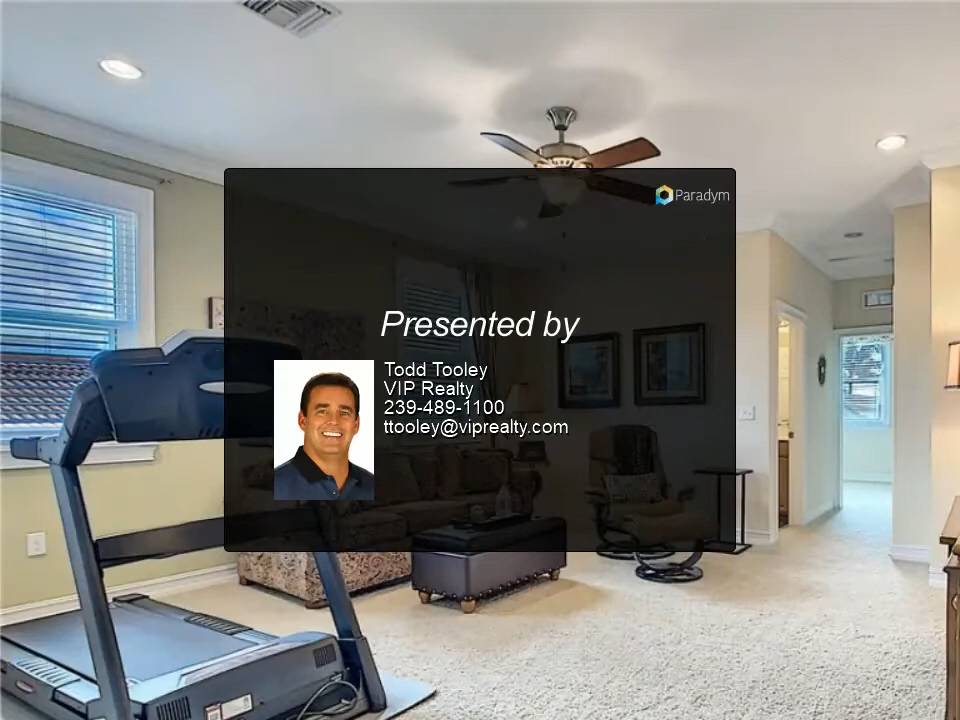 Paradym
Presented by
Todd Tooley
VIP Realty
239-489-1100
ttooley@viprealty.com